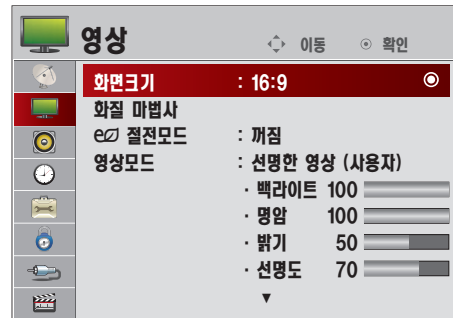 영상 이동 확인
화면크기 : 16:9
화질 마법사
e 절전모드 : 꺼짐
영상모드 : 선명한 영상 (사용자)
· 백라이트 100
· 명암 100
· 밝기 50
· 선명도 70